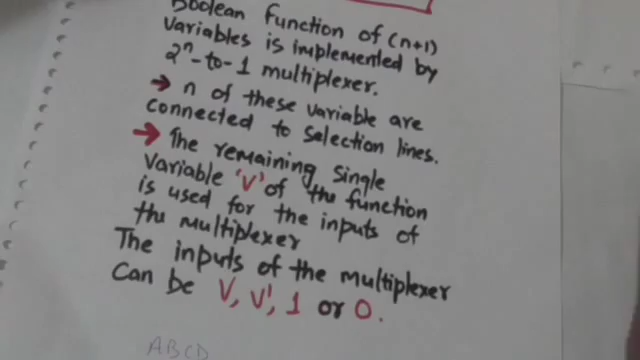 Boolean function of (n+1)
variables is implemented by
2ⁿ-to-1 multiplexer.
→ n of these variable are
connected to selection lines.
→ The remaining single
variable 'V' of the function
is used for the inputs of
the multiplexer
The inputs of the multiplexer
can be V, V', 1 or 0.
ABCD